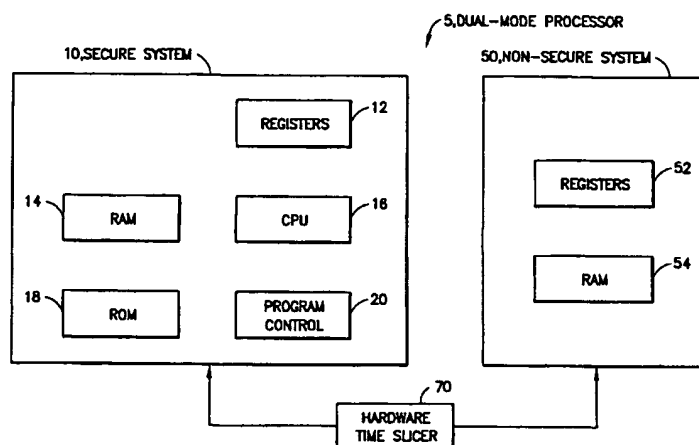 5,DUAL-MODE PROCESSOR
10,SECURE SYSTEM
50,NON-SECURE SYSTEM
12
REGISTERS
52
REGISTERS
14
RAM
16
CPU
54
RAM
18
ROM
20
PROGRAM
CONTROL
70
HARDWARE
TIME SLICER